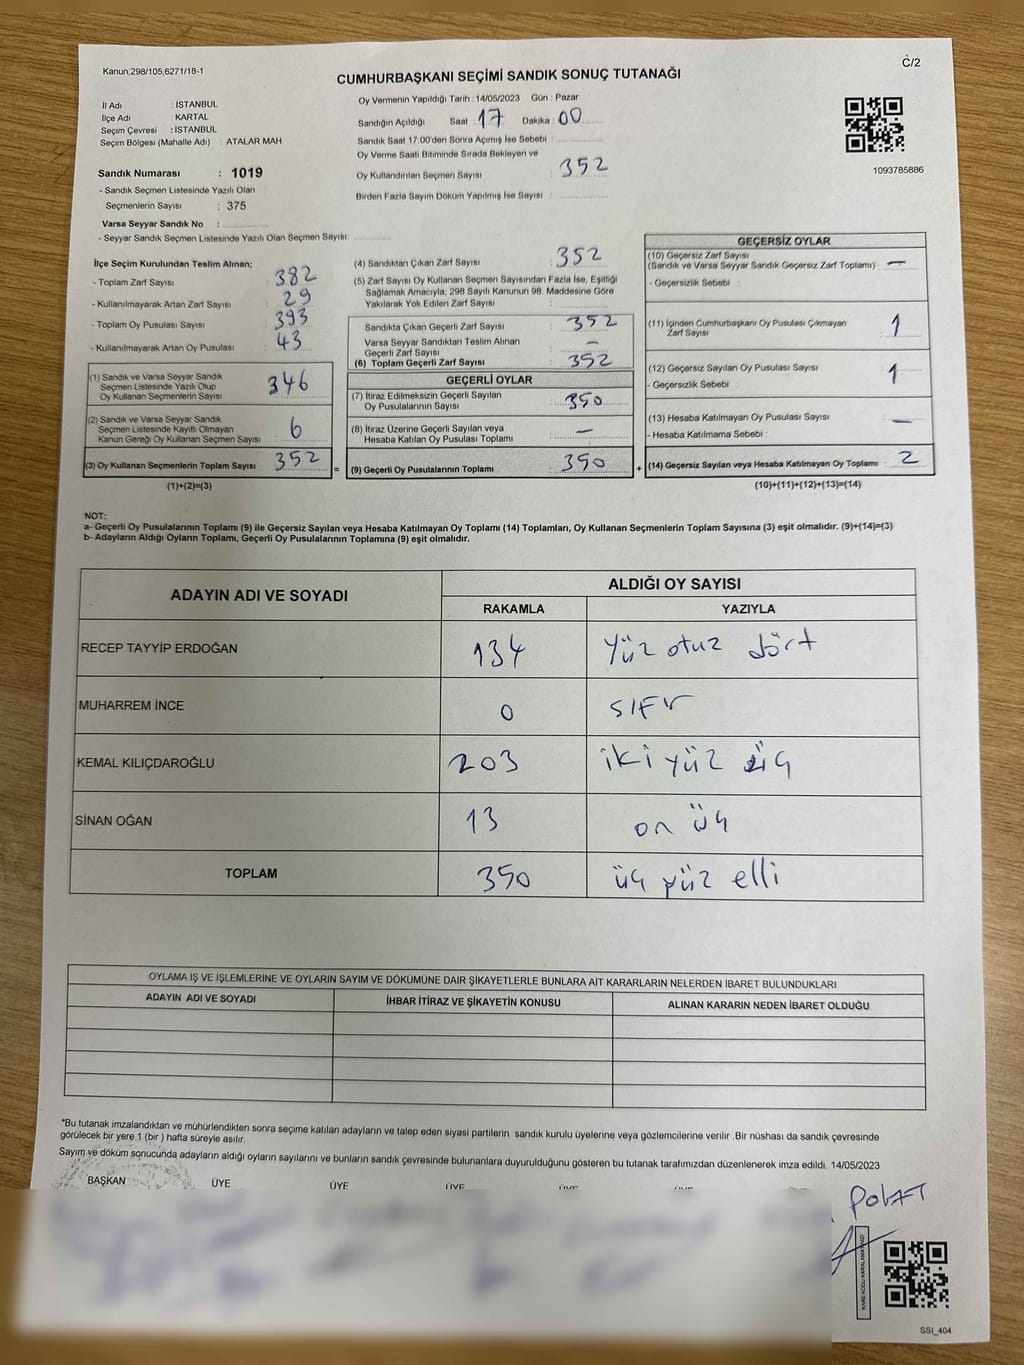 Kanun;298/105;6271/18-1
C/2
CUMHURBAŞKANI SEÇİMİ SANDIK SONUÇ TUTANAĞI
İl Adı : İSTANBUL
İlçe Adı : KARTAL
Seçim Çevresi : İSTANBUL
Seçim Bölgesi (Mahalle Adı) : ATALAR MAH
Sandık Numarası : 1019
- Sandık Seçmen Listesinde Yazılı Olan
Seçmenlerin Sayısı : 375
Varsa Seyyar Sandık No :
- Seyyar Sandık Seçmen Listesinde Yazılı Olan Seçmen Sayısı:
Oy Vermenin Yapıldığı Tarih : 14/05/2023 Gün : Pazar
Sandığın Açıldığı Saat : 17 Dakika : 00
Sandık Saat 17:00'den Sonra Açımış İse Sebebi :
Oy Verme Saati Bitiminde Sırada Bekleyen ve
Oy Kullandırılan Seçmen Sayısı : 352
Birden Fazla Sayım Döküm Yapılmış İse Sayısı :
1093785886
İlçe Seçim Kurulundan Teslim Alınan;
- Toplam Zarf Sayısı : 382
- Kullanılmayarak Artan Zarf Sayısı : 29
- Toplam Oy Pusulası Sayısı : 393
- Kullanılmayarak Artan Oy Pusulası : 43
(1) Sandık ve Varsa Seyyar Sandık
Seçmen Listesinde Yazılı Olup
Oy Kullanan Seçmenlerin Sayısı : 346
(2) Sandık ve Varsa Seyyar Sandık
Seçmen Listesinde Kayıtlı Olmayan
Kanun Gereği Oy Kullanan Seçmen Sayısı : 6
(3) Oy Kullanan Seçmenlerin Toplam Sayısı : 352
(1)+(2)=(3)
(4) Sandıktan Çıkan Zarf Sayısı : 352
(5) Zarf Sayısı Oy Kullanan Seçmen Sayısından Fazla İse, Eşitliği
Sağlamak Amacıyla; 298 Sayılı Kanunun 98. Maddesine Göre
Yakılarak Yok Edilen Zarf Sayısı :
Sandıkta Çıkan Geçerli Zarf Sayısı : 352
Varsa Seyyar Sandıktan Teslim Alınan
Geçerli Zarf Sayısı : —
(6) Toplam Geçerli Zarf Sayısı : 352
GEÇERLİ OYLAR
(7) İtiraz Edilmeksizin Geçerli Sayılan
Oy Pusulalarının Sayısı : 350
(8) İtiraz Üzerine Geçerli Sayılan veya
Hesaba Katılan Oy Pusulası Toplamı : —
= (9) Geçerli Oy Pusulalarının Toplamı : 350
GEÇERSİZ OYLAR
(10) Geçersiz Zarf Sayısı
(Sandık ve Varsa Seyyar Sandık Geçersiz Zarf Toplamı) : —
- Geçersizlik Sebebi :
(11) İçinden Cumhurbaşkanı Oy Pusulası Çıkmayan
Zarf Sayısı : 1
(12) Geçersiz Sayılan Oy Pusulası Sayısı : 1
- Geçersizlik Sebebi :
(13) Hesaba Katılmayan Oy Pusulası Sayısı : —
- Hesaba Katılmama Sebebi :
+ (14) Geçersiz Sayılan veya Hesaba Katılmayan Oy Toplamı : 2
(10)+(11)+(12)+(13)=(14)
NOT:
a- Geçerli Oy Pusulalarının Toplamı (9) ile Geçersiz Sayılan veya Hesaba Katılmayan Oy Toplamı (14) Toplamları, Oy Kullanan Seçmenlerin Toplam Sayısına (3) eşit olmalıdır. (9)+(14)=(3)
b- Adayların Aldığı Oyların Toplamı, Geçerli Oy Pusulalarının Toplamına (9) eşit olmalıdır.
ADAYIN ADI VE SOYADI
ALDIĞI OY SAYISI
RAKAMLA YAZIYLA
RECEP TAYYİP ERDOĞAN 134 Yüz otuz dört
MUHARREM İNCE 0 sıfır
KEMAL KILIÇDAROĞLU 203 iki yüz üç
SİNAN OĞAN 13 on üç
TOPLAM 350 üç yüz elli
OYLAMA İŞ VE İŞLEMLERİNE VE OYLARIN SAYIM VE DÖKÜMÜNE DAİR ŞİKAYETLERLE BUNLARA AİT KARARLARIN NELERDEN İBARET BULUNDUKLARI
ADAYIN ADI VE SOYADI İHBAR İTİRAZ VE ŞİKAYETİN KONUSU ALINAN KARARIN NEDEN İBARET OLDUĞU
*Bu tutanak imzalandıktan ve mühürlendikten sonra seçime katılan adayların ve talep eden siyasi partilerin sandık kurulu üyelerine veya gözlemcilerine verilir .Bir nüshası da sandık çevresinde
görülecek bir yere 1 (bir ) hafta süreyle asılır.
Sayım ve döküm sonucunda adayların aldığı oyların sayılarını ve bunların sandık çevresinde bulunanlara duyurulduğunu gösteren bu tutanak tarafımızdan düzenlenerek imza edildi. 14/05/2023
BAŞKAN ÜYE ÜYE ÜYE ÜYE ÜYE
POLAT
KARE KODU KARALAMAYINIZ!
SSI_404